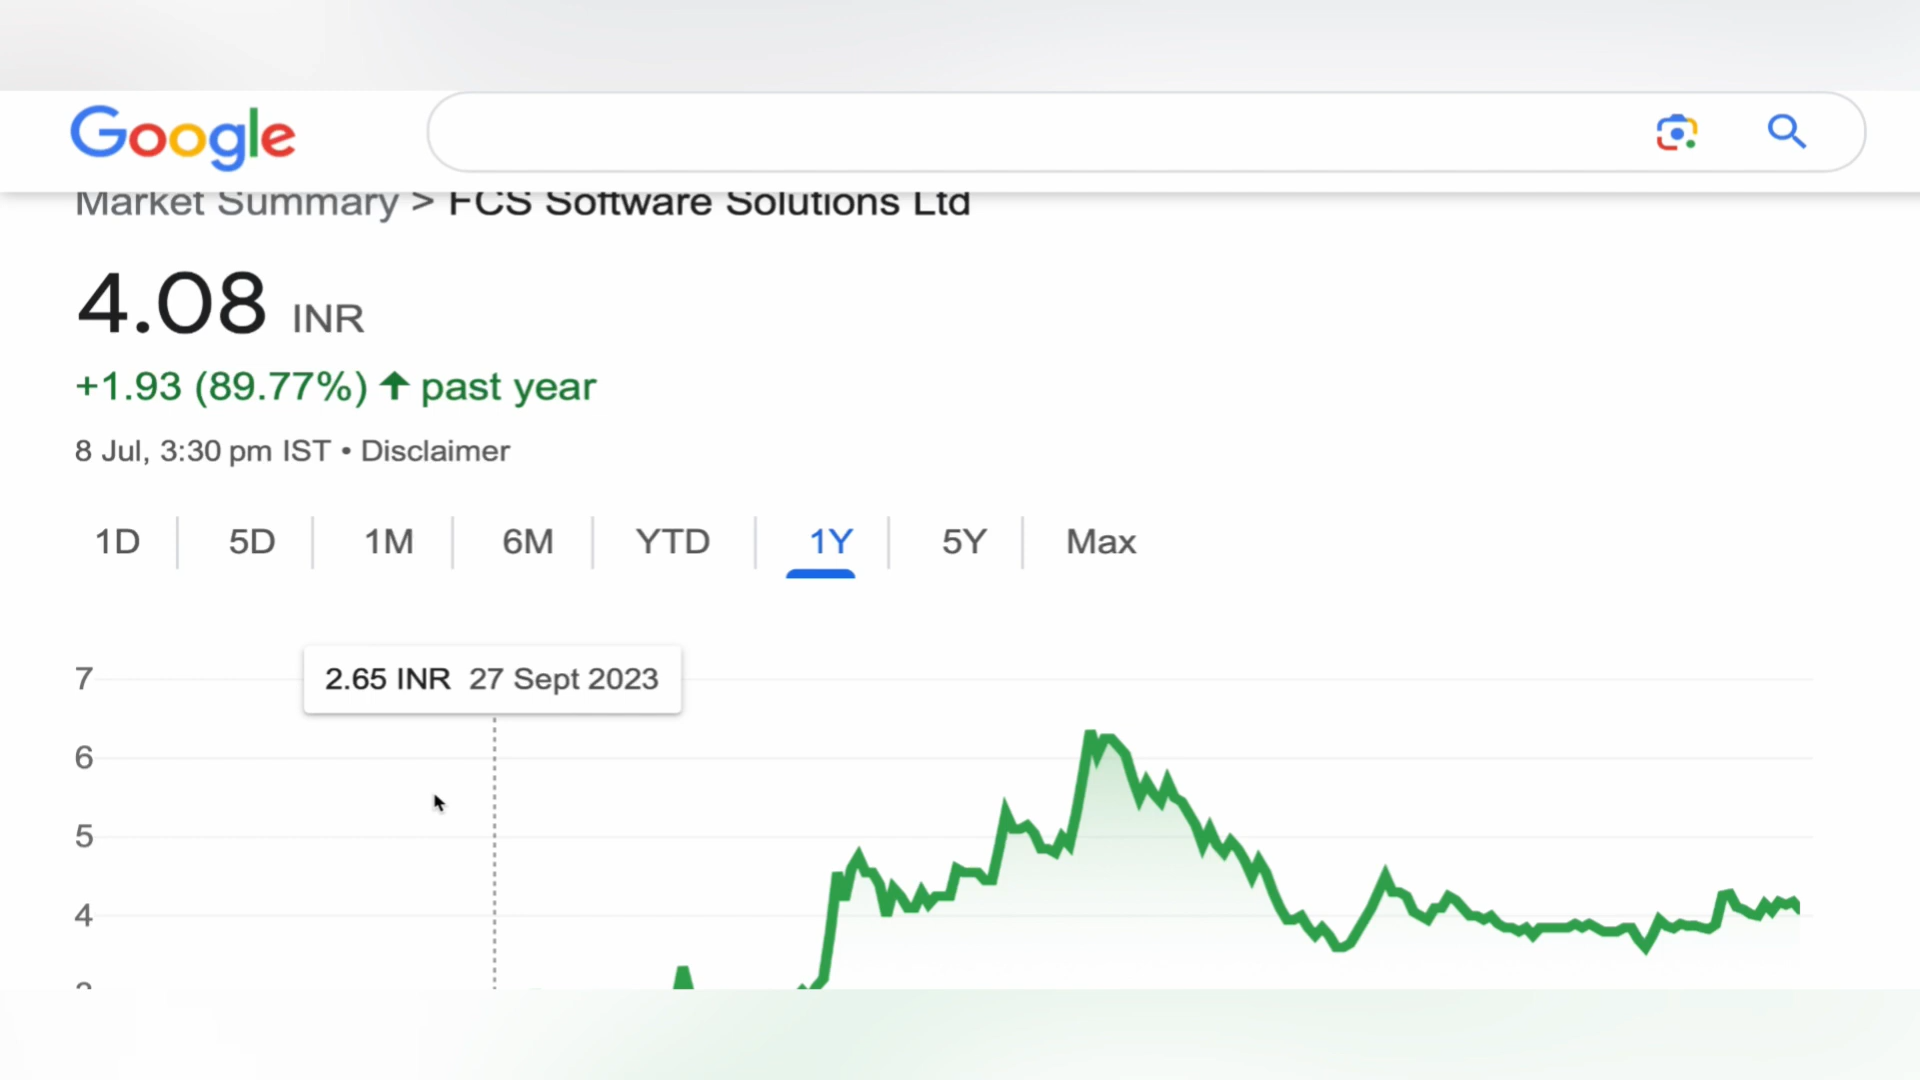 Google
Market Summary > FCS Software Solutions Ltd
4.08 INR
+1.93 (89.77%) ↑ past year
8 Jul, 3:30 pm IST • Disclaimer
1D 5D 1M 6M YTD 1Y 5Y Max
2.65 INR 27 Sept 2023
7
6
5
4